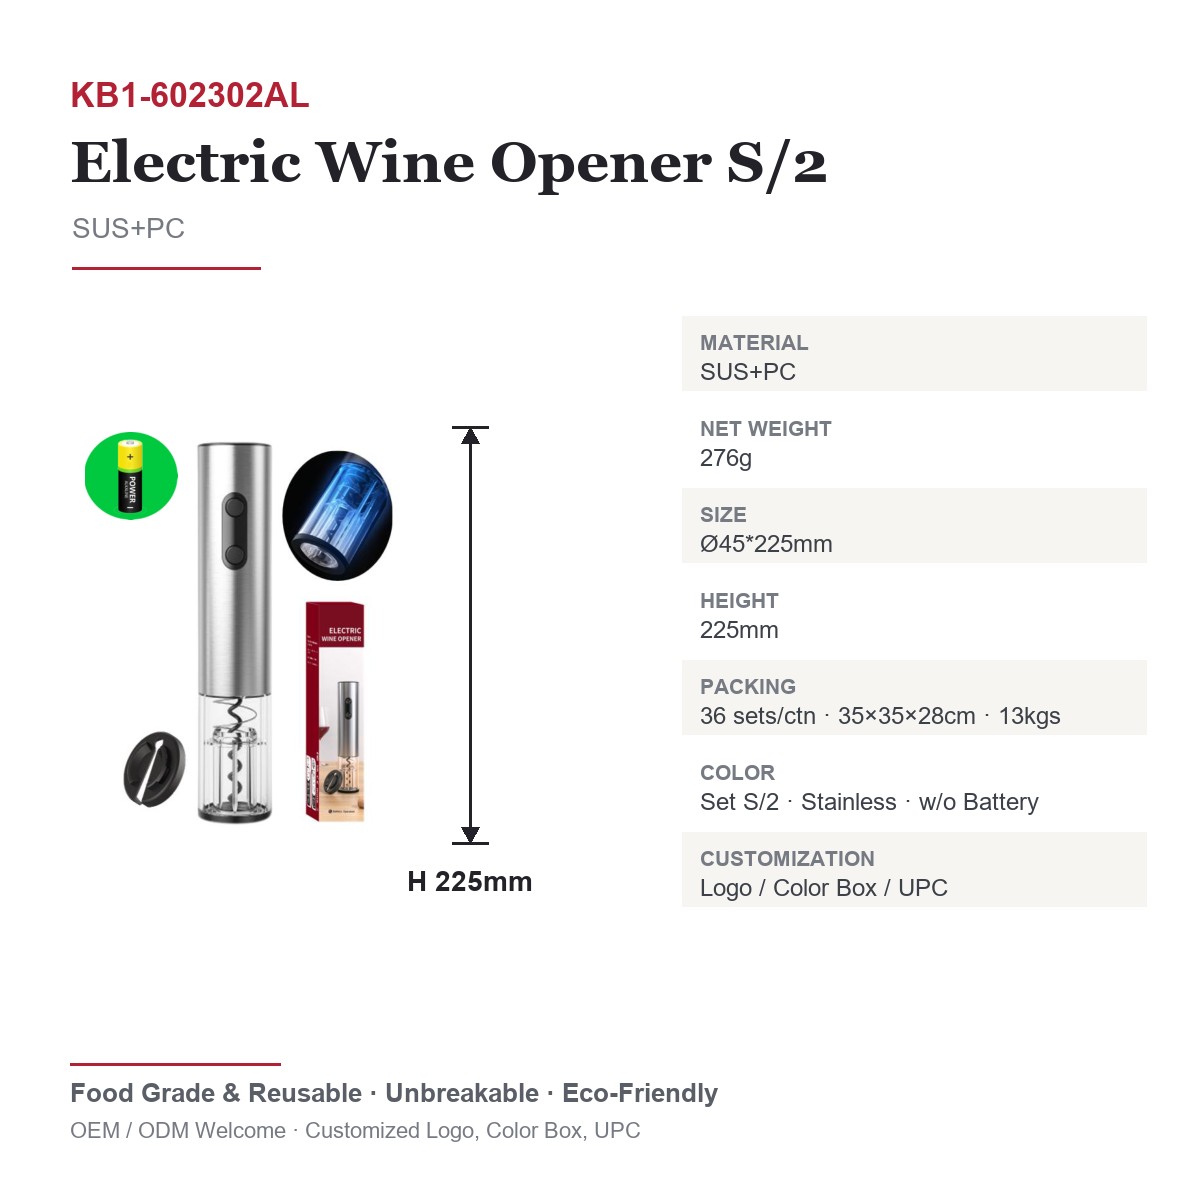 KB1-602302AL
Electric Wine Opener S/2
SUS+PC
MATERIAL
SUS+PC
NET WEIGHT
276g
SIZE
Ø45*225mm
HEIGHT
225mm
PACKING
36 sets/ctn · 35×35×28cm · 13kgs
COLOR
Set S/2 · Stainless · w/o Battery
CUSTOMIZATION
Logo / Color Box / UPC
+
POWER
ELECTRIC
WINE OPENER
H 225mm
Food Grade & Reusable · Unbreakable · Eco-Friendly
OEM / ODM Welcome · Customized Logo, Color Box, UPC